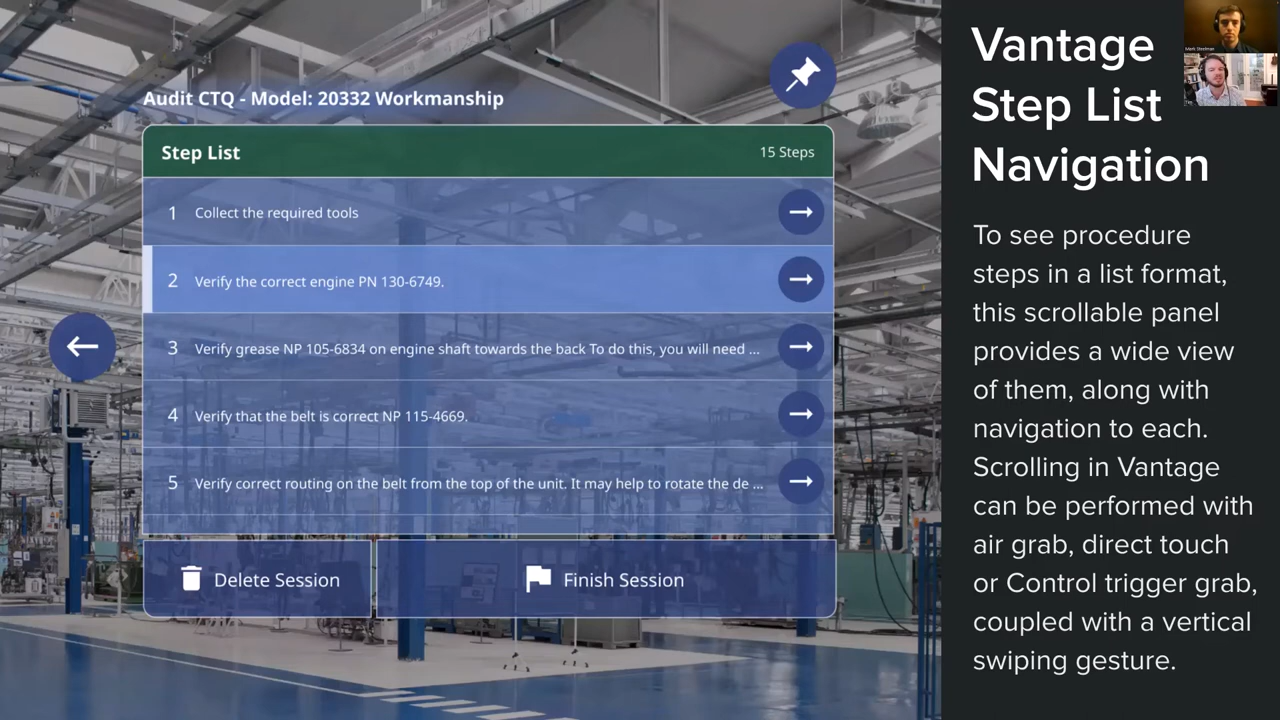 Audit CTQ - Model: 20332 Workmanship
Step List
15 Steps
1 Collect the required tools
2 Verify the correct engine PN 130-6749.
3 Verify grease NP 105-6834 on engine shaft towards the back To do this, you will need ...
4 Verify that the belt is correct NP 115-4669.
5 Verify correct routing on the belt from the top of the unit. It may help to rotate the de ...
Delete Session
Finish Session
Vantage
Step List
Navigation
To see procedure
steps in a list format,
this scrollable panel
provides a wide view
of them, along with
navigation to each.
Scrolling in Vantage
can be performed with
air grab, direct touch
or Control trigger grab,
coupled with a vertical
swiping gesture.
Mark Steelman